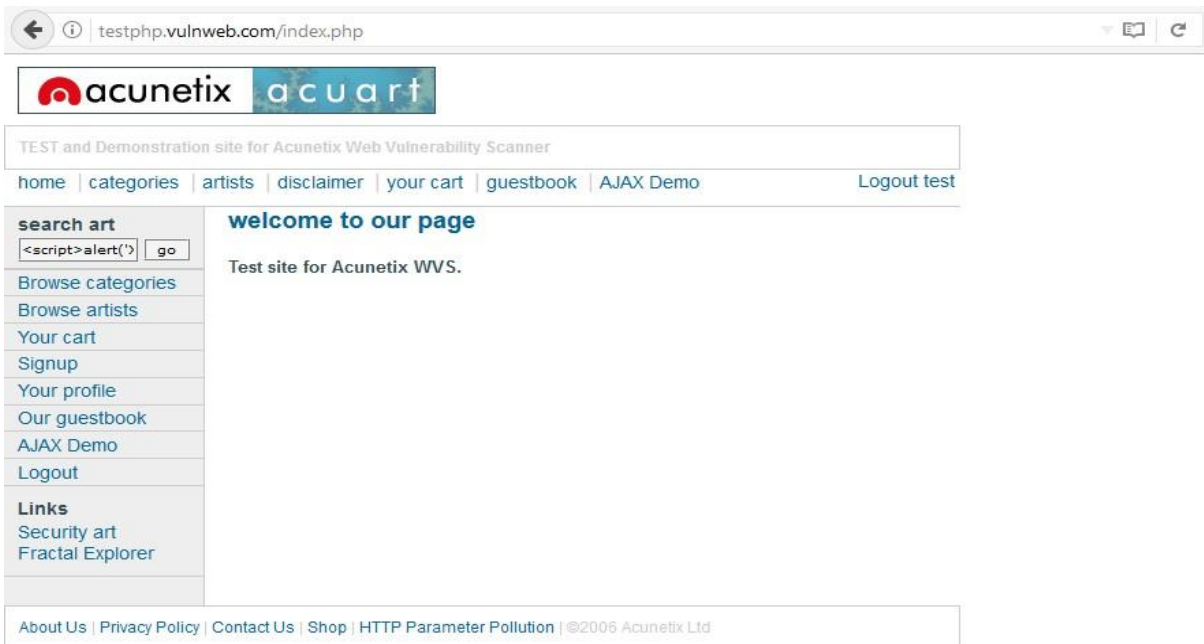 testphp.vulnweb.com/index.php
acunetix acuart
TEST and Demonstration site for Acunetix Web Vulnerability Scanner
home | categories | artists | disclaimer | your cart | guestbook | AJAX Demo Logout test
search art
<script>alert(' go
Browse categories
Browse artists
Your cart
Signup
Your profile
Our guestbook
AJAX Demo
Logout
Links
Security art
Fractal Explorer
welcome to our page
Test site for Acunetix WVS.
About Us | Privacy Policy | Contact Us | Shop | HTTP Parameter Pollution | ©2006 Acunetix Ltd